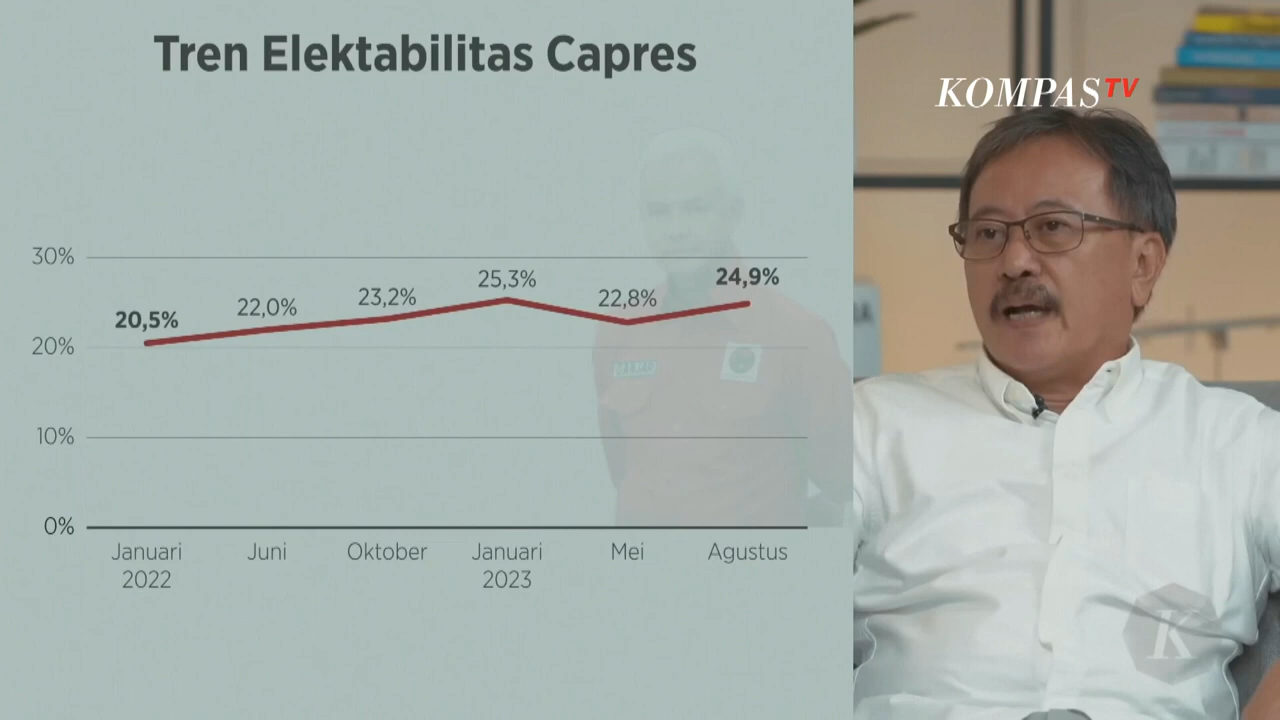 Tren Elektabilitas Capres
KOMPAS TV
30%
20%
10%
0%
20,5%
22,0%
23,2%
25,3%
22,8%
24,9%
GANJAR
Januari
2022
Juni
Oktober
Januari
2023
Mei
Agustus
K